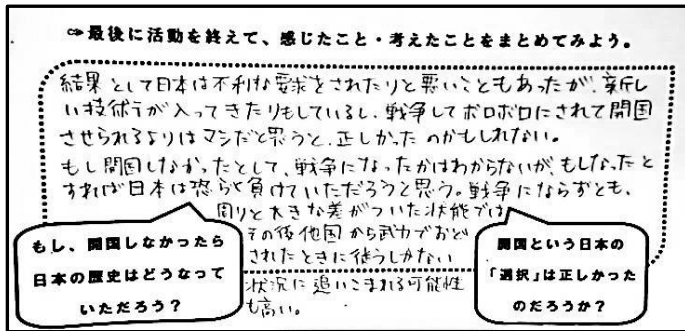 ☞最後に活動を終えて、感じたこと・考えたことをまとめてみよう。
結果として日本は不利な要求をされたりと悪いこともあったが、新し
い技術が入ってきたりもしているし、戦争してボロボロにされて開国
させられるよりはマシだと思うと、正しかったのかもしれない。
もし開国しなかったとして、戦争になったかはわからないが、もしなったと
すれば日本は恐らく負けていただろうと思う。戦争にならずとも、
周りと大きな差がついた状態では
その後他国から武力でおど
されたときに従うしかない
状況に追いこまれる可能性
も高い。
もし、開国しなかったら
日本の歴史はどうなって
いただろう？
開国という日本の
「選択」は正しかった
のだろうか？